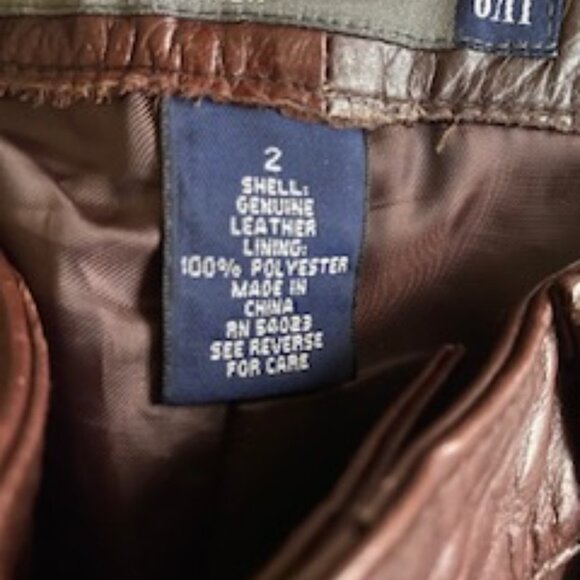 2
SHELL:
GENUINE
LEATHER
LINING:
100% POLYESTER
MADE IN
CHINA
RN 54023
SEE REVERSE
FOR CARE